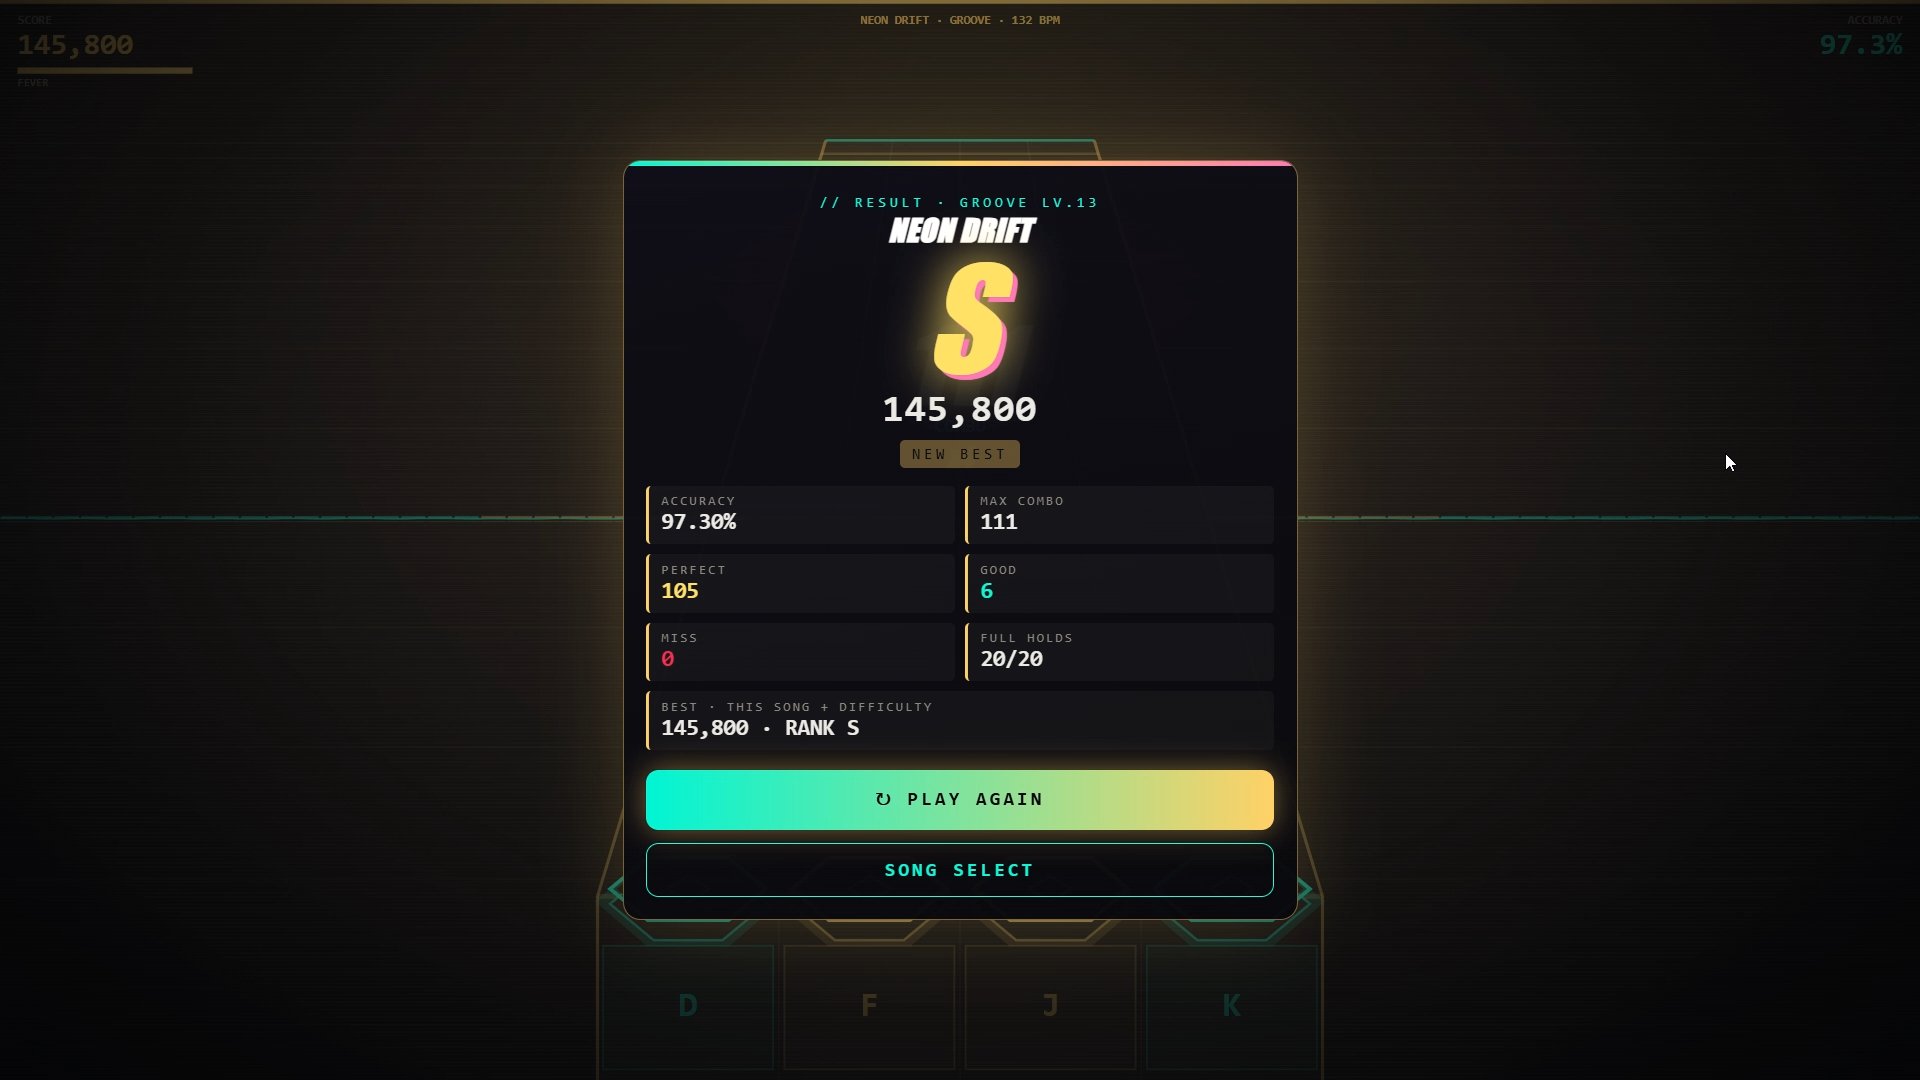 SCORE
145,800
FEVER
NEON DRIFT · GROOVE · 132 BPM
ACCURACY
97.3%
// RESULT · GROOVE LV.13
NEON DRIFT
S
145,800
NEW BEST
ACCURACY
97.30%
MAX COMBO
111
PERFECT
105
GOOD
6
MISS
0
FULL HOLDS
20/20
BEST · THIS SONG + DIFFICULTY
145,800 · RANK S
↻ PLAY AGAIN
SONG SELECT
D
F
J
K